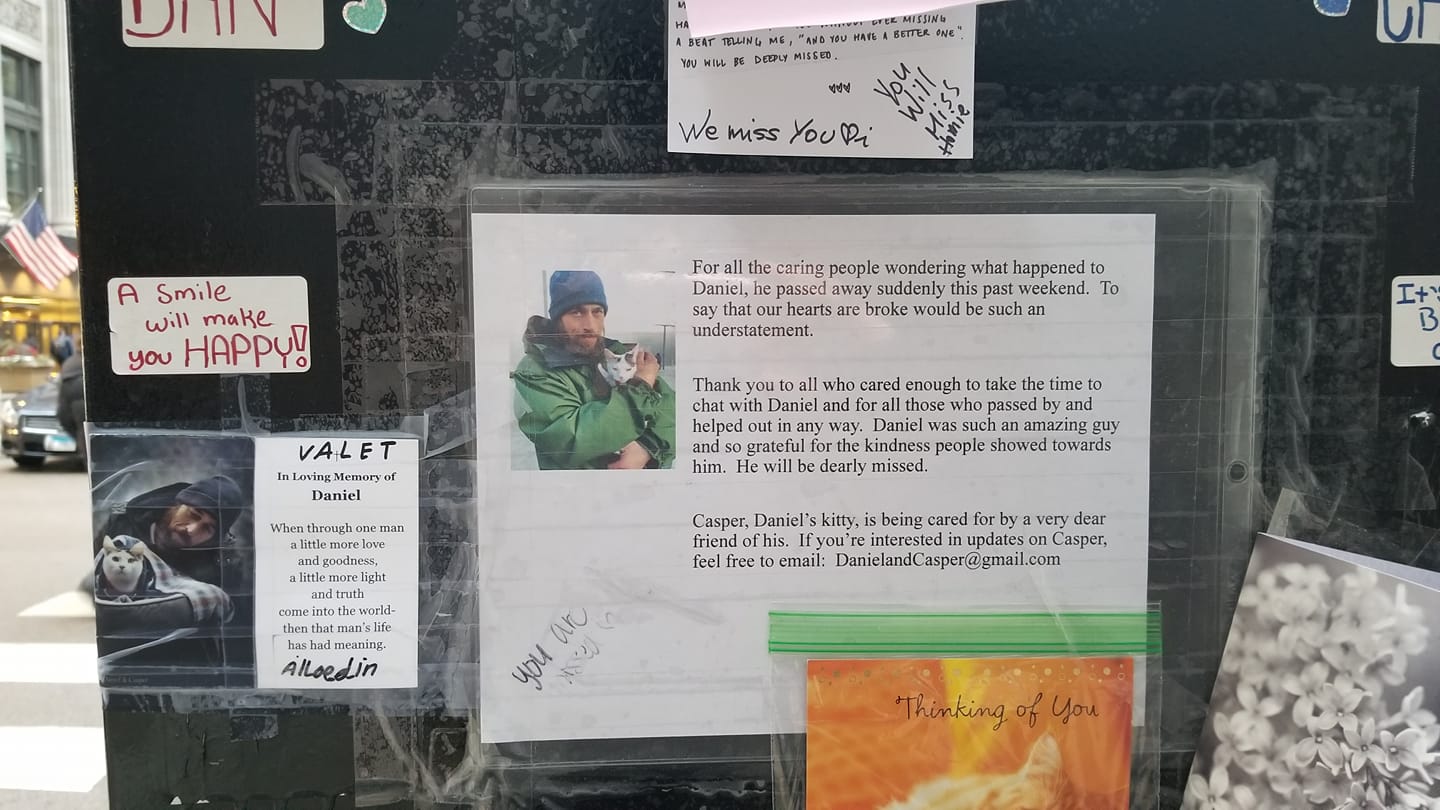 DAN
HA
WITHOUT EVER MISSING
A BEAT TELLING ME, "AND YOU HAVE A BETTER ONE".
YOU WILL BE DEEPLY MISSED.
We miss You
You
Will
Miss
Homie
A Smile
will make
you HAPPY!
For all the caring people wondering what happened to
Daniel, he passed away suddenly this past weekend. To
say that our hearts are broke would be such an
understatement.
Thank you to all who cared enough to take the time to
chat with Daniel and for all those who passed by and
helped out in any way. Daniel was such an amazing guy
and so grateful for the kindness people showed towards
him. He will be dearly missed.
Casper, Daniel's kitty, is being cared for by a very dear
friend of his. If you're interested in updates on Casper,
feel free to email: DanielandCasper@gmail.com
you are
VALET
In Loving Memory of
Daniel
When through one man
a little more love
and goodness,
a little more light
and truth
come into the world-
then that man's life
has had meaning.
Thinking of You